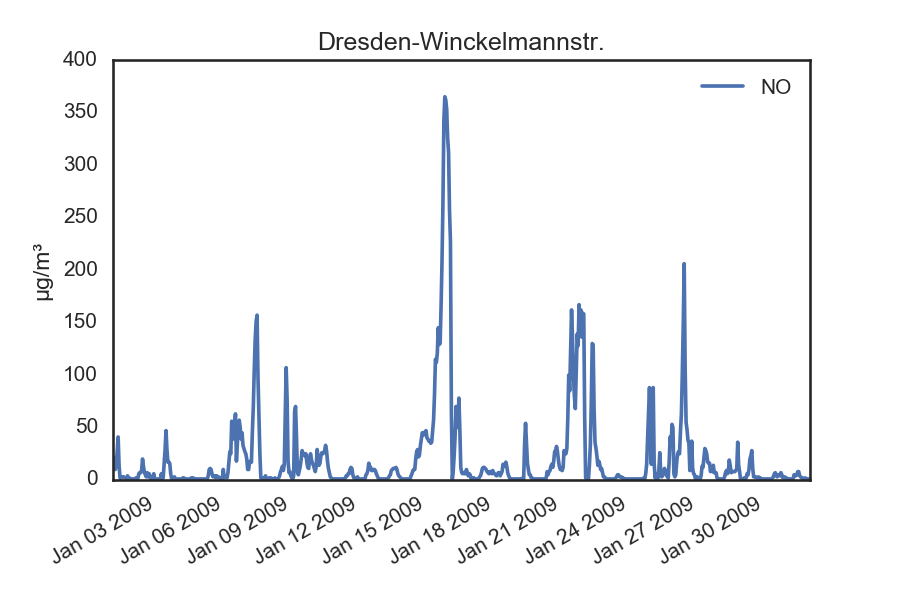 Dresden-Winckelmannstr.
NO
µg/m³
400
350
300
250
200
150
100
50
0
Jan 03 2009
Jan 06 2009
Jan 09 2009
Jan 12 2009
Jan 15 2009
Jan 18 2009
Jan 21 2009
Jan 24 2009
Jan 27 2009
Jan 30 2009